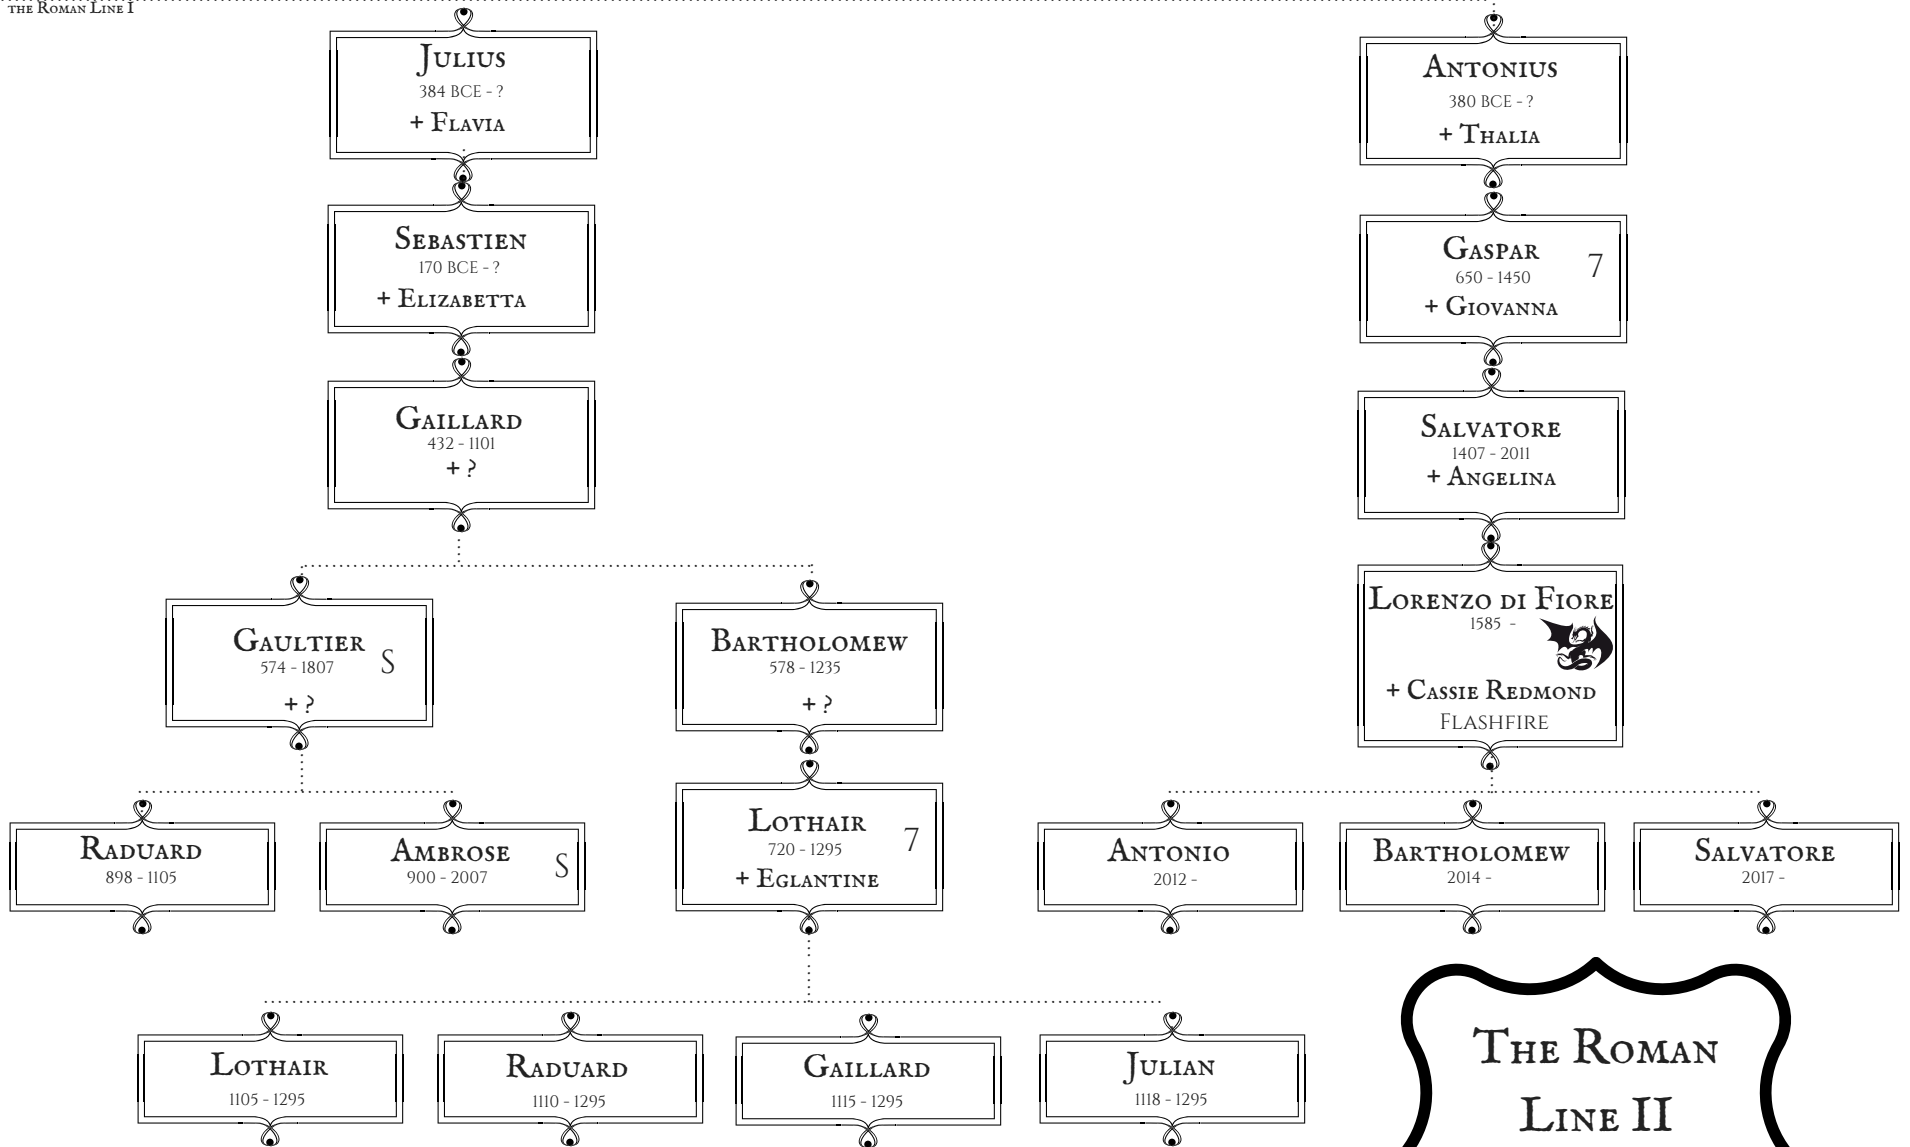 the Roman Line I
Julius
384 BCE - ?
+ Flavia
Antonius
380 BCE - ?
+ Thalia
Sebastien
170 BCE - ?
+ Elizabetta
Gaspar
7
650 - 1450
+ Giovanna
Gaillard
432 - 1101
+ ?
Salvatore
1407 - 2011
+ Angelina
Gaultier
S
574 - 1807
+ ?
Bartholomew
578 - 1235
+ ?
Lorenzo di Fiore
1585 -
+ Cassie Redmond
Flashfire
Raduard
898 - 1105
Ambrose
S
900 - 2007
Lothair
7
720 - 1295
+ Eglantine
Antonio
2012 -
Bartholomew
2014 -
Salvatore
2017 -
Lothair
1105 - 1295
Raduard
1110 - 1295
Gaillard
1115 - 1295
Julian
1118 - 1295
The Roman
Line II